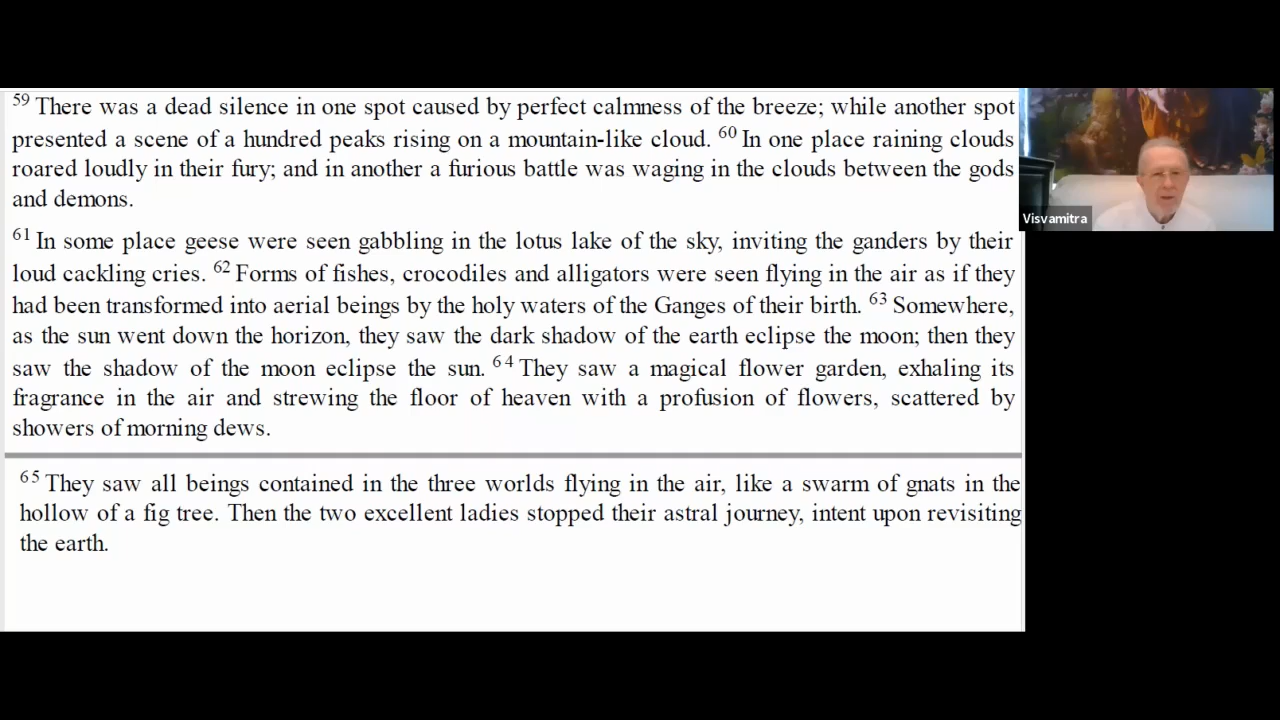 59 There was a dead silence in one spot caused by perfect calmness of the breeze; while another spot
presented a scene of a hundred peaks rising on a mountain-like cloud. 60 In one place raining clouds
roared loudly in their fury; and in another a furious battle was waging in the clouds between the gods
and demons.
61 In some place geese were seen gabbling in the lotus lake of the sky, inviting the ganders by their
loud cackling cries. 62 Forms of fishes, crocodiles and alligators were seen flying in the air as if they
had been transformed into aerial beings by the holy waters of the Ganges of their birth. 63 Somewhere,
as the sun went down the horizon, they saw the dark shadow of the earth eclipse the moon; then they
saw the shadow of the moon eclipse the sun. 64 They saw a magical flower garden, exhaling its
fragrance in the air and strewing the floor of heaven with a profusion of flowers, scattered by
showers of morning dews.
65 They saw all beings contained in the three worlds flying in the air, like a swarm of gnats in the
hollow of a fig tree. Then the two excellent ladies stopped their astral journey, intent upon revisiting
the earth.
Visvamitra